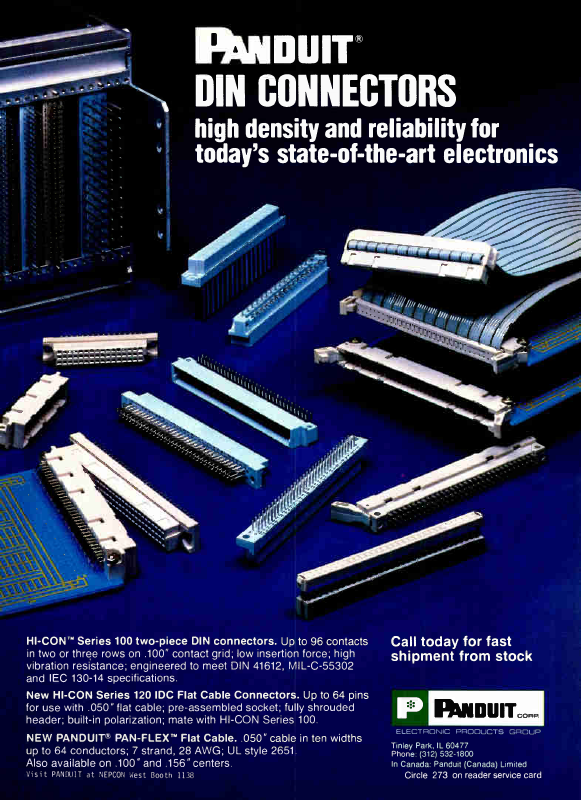 PANDUIT®
DIN CONNECTORS
high density and reliability for
today's state-of-the-art electronics
HI-CON™ Series 100 two-piece DIN connectors. Up to 96 contacts
in two or three rows on .100" contact grid; low insertion force; high
vibration resistance; engineered to meet DIN 41612, MIL-C-55302
and IEC 130-14 specifications.
New HI-CON Series 120 IDC Flat Cable Connectors. Up to 64 pins
for use with .050" flat cable; pre-assembled socket; fully shrouded
header; built-in polarization; mate with HI-CON Series 100.
NEW PANDUIT® PAN-FLEX™ Flat Cable. .050" cable in ten widths
up to 64 conductors; 7 strand, 28 AWG; UL style 2651.
Also available on .100" and .156" centers.
Visit PANDUIT at NEPCON West Booth 1138
Call today for fast
shipment from stock
PANDUIT CORP.
ELECTRONIC PRODUCTS GROUP
Tinley Park, IL 60477
Phone: (312) 532-1800
In Canada: Panduit (Canada) Limited
Circle 273 on reader service card